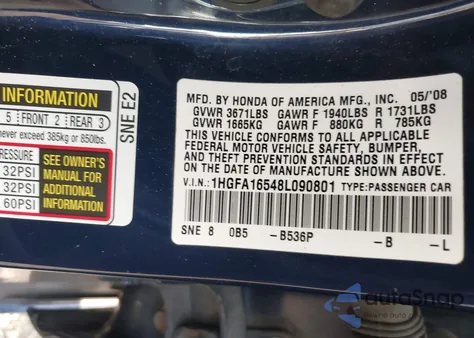 INFORMATION
5 FRONT 2 REAR 3
never exceed 385kg or 850lbs.
PRESSURE
32PSI
32PSI
60PSI
SEE OWNER'S
MANUAL FOR
ADDITIONAL
INFORMATION
SNE E2
MFD. BY HONDA OF AMERICA MFG., INC. 05/'08
GVWR 3671LBS GAWR F 1940LBS R 1731LBS
GVWR 1665KG GAWR F 880KG R 785KG
THIS VEHICLE CONFORMS TO ALL APPLICABLE
FEDERAL MOTOR VEHICLE SAFETY, BUMPER,
AND THEFT PREVENTION STANDARDS IN EFFECT
ON THE DATE OF MANUFACTURE SHOWN ABOVE.
V.I.N: 1HGFA16548L090801 TYPE:PASSENGER CAR
SNE 8 0B5 -B536P -B -L
autoSnap